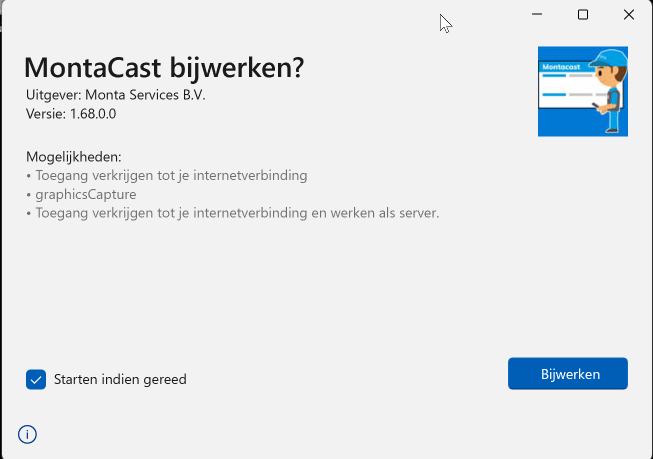 MontaCast bijwerken?
Uitgever: Monta Services B.V.
Versie: 1.68.0.0
Montacast
Mogelijkheden:
• Toegang verkrijgen tot je internetverbinding
• graphicsCapture
• Toegang verkrijgen tot je internetverbinding en werken als server.
Starten indien gereed
Bijwerken